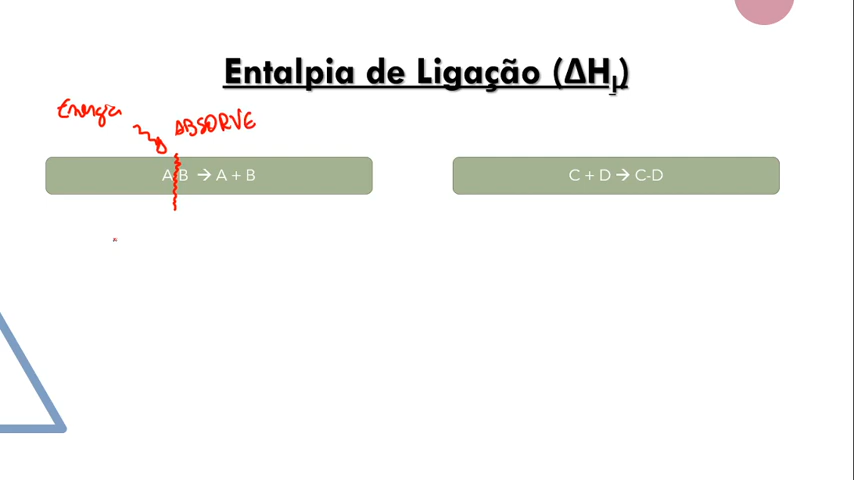 Entalpia de Ligação (ΔHₗ)
Energia
ABSORVE
A-B → A + B
C + D → C-D